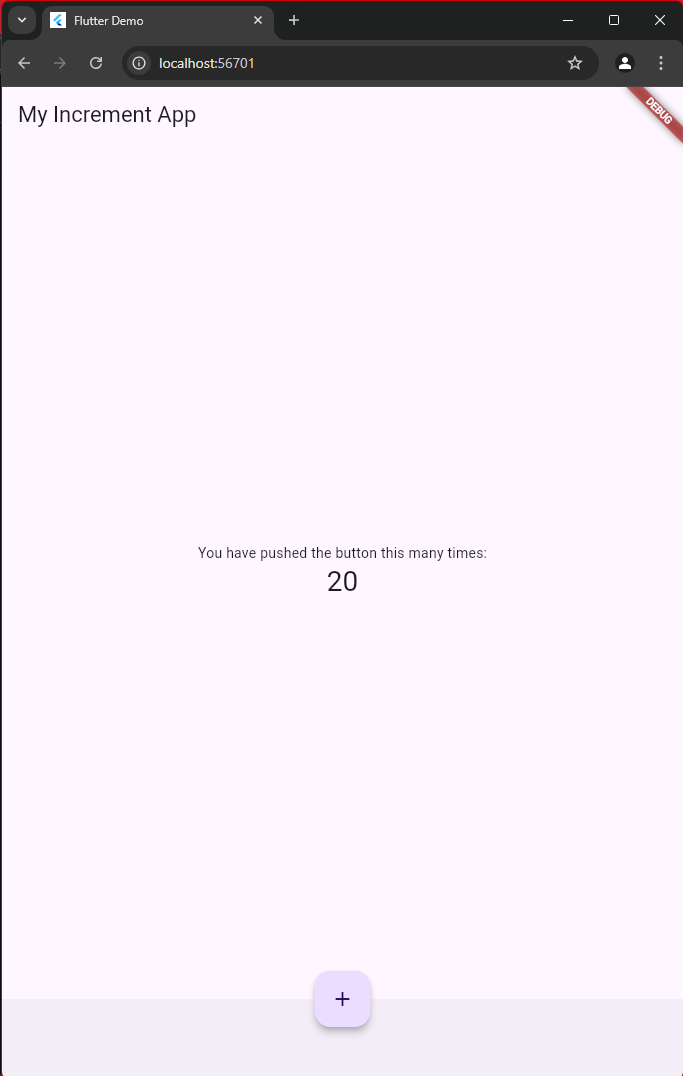 Flutter Demo
localhost:56701
My Increment App
DEBUG
You have pushed the button this many times:
20